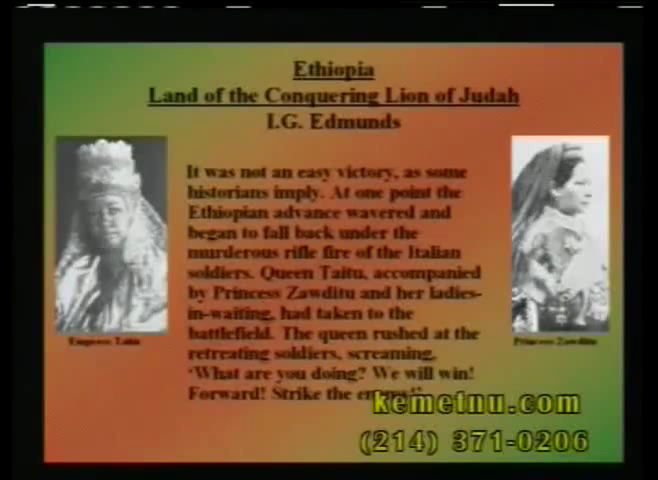 Ethiopia
Land of the Conquering Lion of Judah
I.G. Edmunds
It was not an easy victory, as some
historians imply. At one point the
Ethiopian advance wavered and
began to fall back under the
murderous rifle fire of the Italian
soldiers. Queen Taitu, accompanied
by Princess Zawditu and her ladies-
in-waiting, had taken to the
battlefield. The queen rushed at the
retreating soldiers, screaming,
‘What are you doing? We will win!
Forward! Strike the
Empress Taitu
Princess Zawditu
kemetnu.com
(214) 371-0206